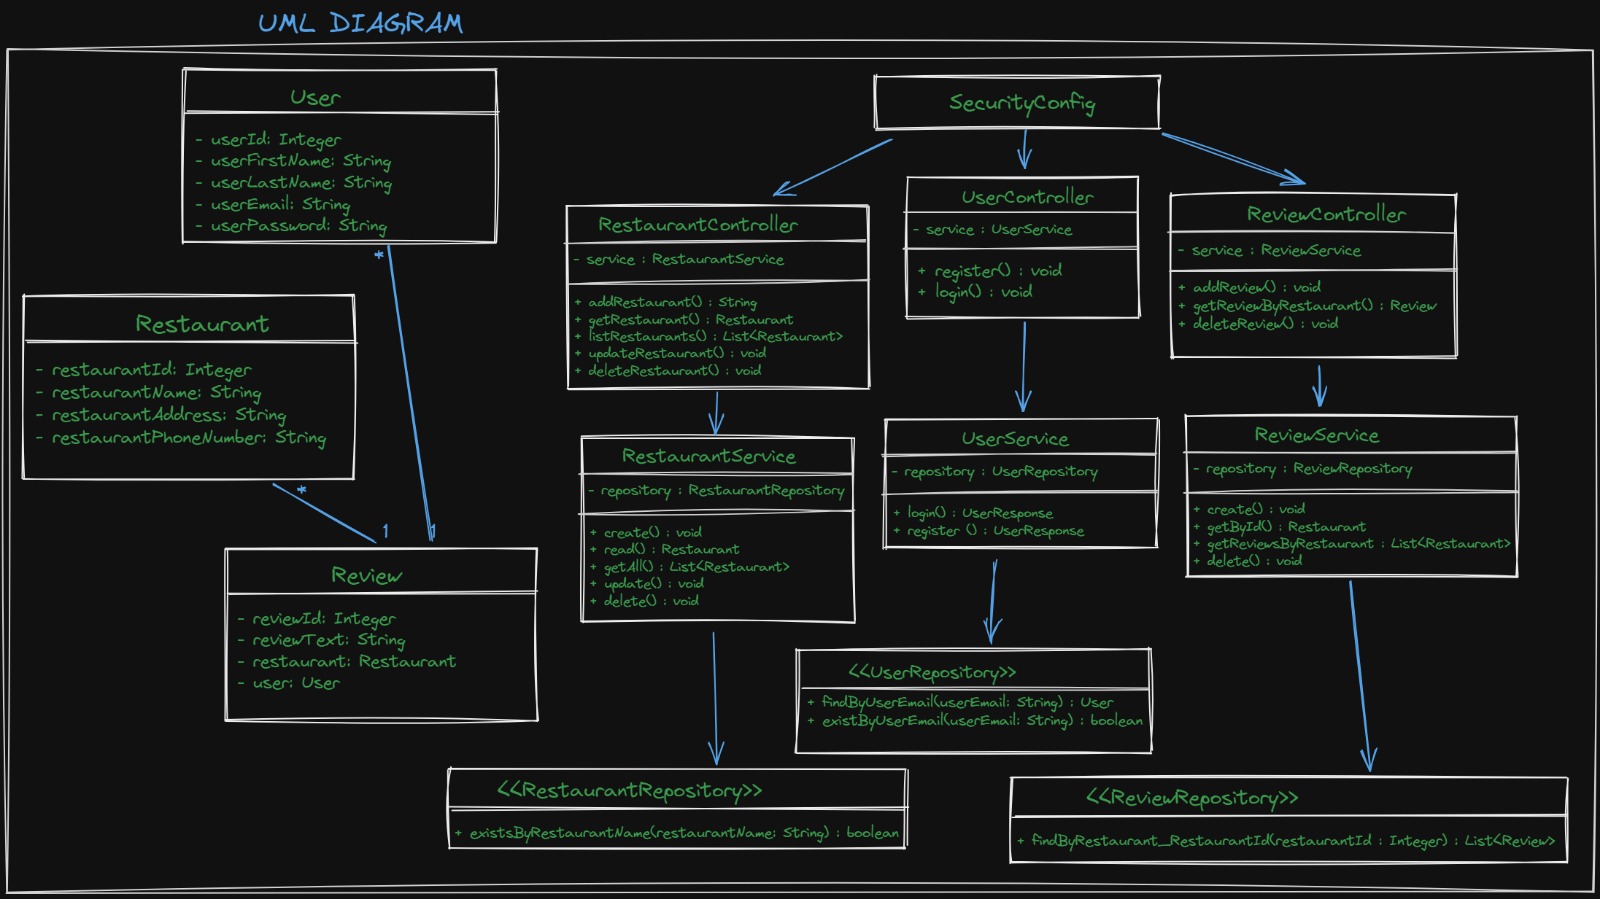 UML DIAGRAM
User
- userId: Integer
- userFirstName: String
- userLastName: String
- userEmail: String
- userPassword: String
*
Restaurant
- restaurantId: Integer
- restaurantName: String
- restaurantAddress: String
- restaurantPhoneNumber: String
*
1
1
Review
- reviewId: Integer
- reviewText: String
- restaurant: Restaurant
- user: User
SecurityConfig
RestaurantController
- service : RestaurantService
+ addRestaurant() : String
+ getRestaurant() : Restaurant
+ listRestaurants() : List<Restaurant>
+ updateRestaurant() : void
+ deleteRestaurant() : void
UserController
- service : UserService
+ register() : void
+ login() : void
ReviewController
- service : ReviewService
+ addReview() : void
+ getReviewByRestaurant() : Review
+ deleteReview() : void
RestaurantService
- repository : RestaurantRepository
+ create() : void
+ read() : Restaurant
+ getAll() : List<Restaurant>
+ update() : void
+ delete() : void
UserService
- repository : UserRepository
+ login() : UserResponse
+ register () : UserResponse
ReviewService
- repository : ReviewRepository
+ create() : void
+ getById() : Restaurant
+ getReviewsByRestaurant : List<Restaurant>
+ delete() : void
<<UserRepository>>
+ findByUserEmail(userEmail: String) : User
+ existByUserEmail(userEmail: String) : boolean
<<RestaurantRepository>>
+ existsByRestaurantName(restaurantName: String) : boolean
<<ReviewRepository>>
+ findByRestaurant_RestaurantId(restaurantId : Integer) : List<Review>